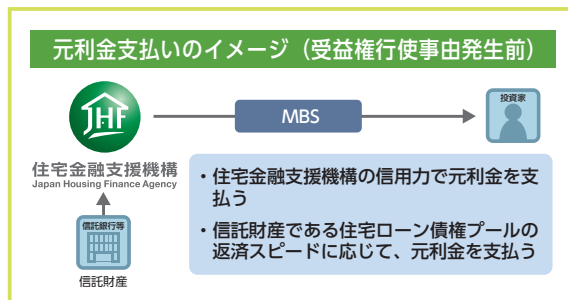 元利金支払いのイメージ（受益権行使事由発生前）
JHF
MBS
投資家
住宅金融支援機構
Japan Housing Finance Agency
・住宅金融支援機構の信用力で元利金を支
払う
・信託財産である住宅ローン債権プールの
返済スピードに応じて、元利金を支払う
信託銀行等
信託財産